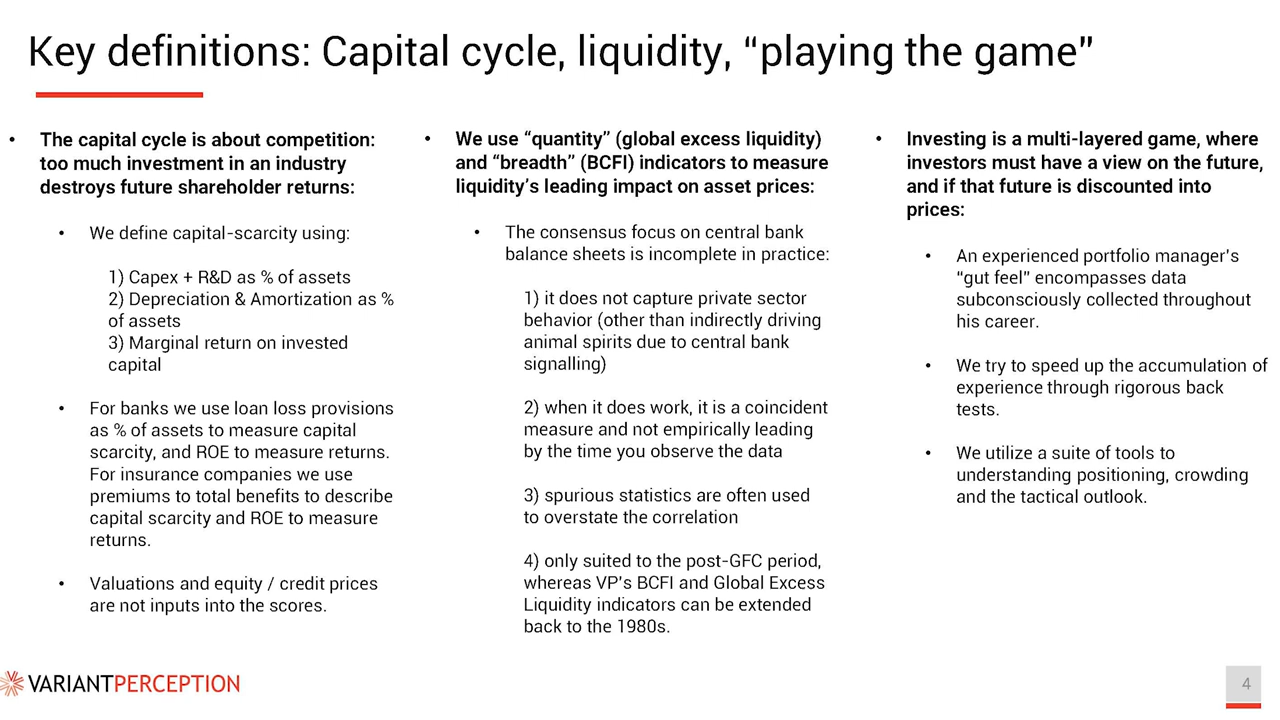 Key definitions: Capital cycle, liquidity, “playing the game”
• The capital cycle is about competition:
too much investment in an industry
destroys future shareholder returns:
• We define capital-scarcity using:
1) Capex + R&D as % of assets
2) Depreciation & Amortization as %
of assets
3) Marginal return on invested
capital
• For banks we use loan loss provisions
as % of assets to measure capital
scarcity, and ROE to measure returns.
For insurance companies we use
premiums to total benefits to describe
capital scarcity and ROE to measure
returns.
• Valuations and equity / credit prices
are not inputs into the scores.
• We use “quantity” (global excess liquidity)
and “breadth” (BCFI) indicators to measure
liquidity’s leading impact on asset prices:
• The consensus focus on central bank
balance sheets is incomplete in practice:
1) it does not capture private sector
behavior (other than indirectly driving
animal spirits due to central bank
signalling)
2) when it does work, it is a coincident
measure and not empirically leading
by the time you observe the data
3) spurious statistics are often used
to overstate the correlation
4) only suited to the post-GFC period,
whereas VP’s BCFI and Global Excess
Liquidity indicators can be extended
back to the 1980s.
• Investing is a multi-layered game, where
investors must have a view on the future,
and if that future is discounted into
prices:
• An experienced portfolio manager’s
“gut feel” encompasses data
subconsciously collected throughout
his career.
• We try to speed up the accumulation of
experience through rigorous back
tests.
• We utilize a suite of tools to
understanding positioning, crowding
and the tactical outlook.
VARIANTPERCEPTION
4